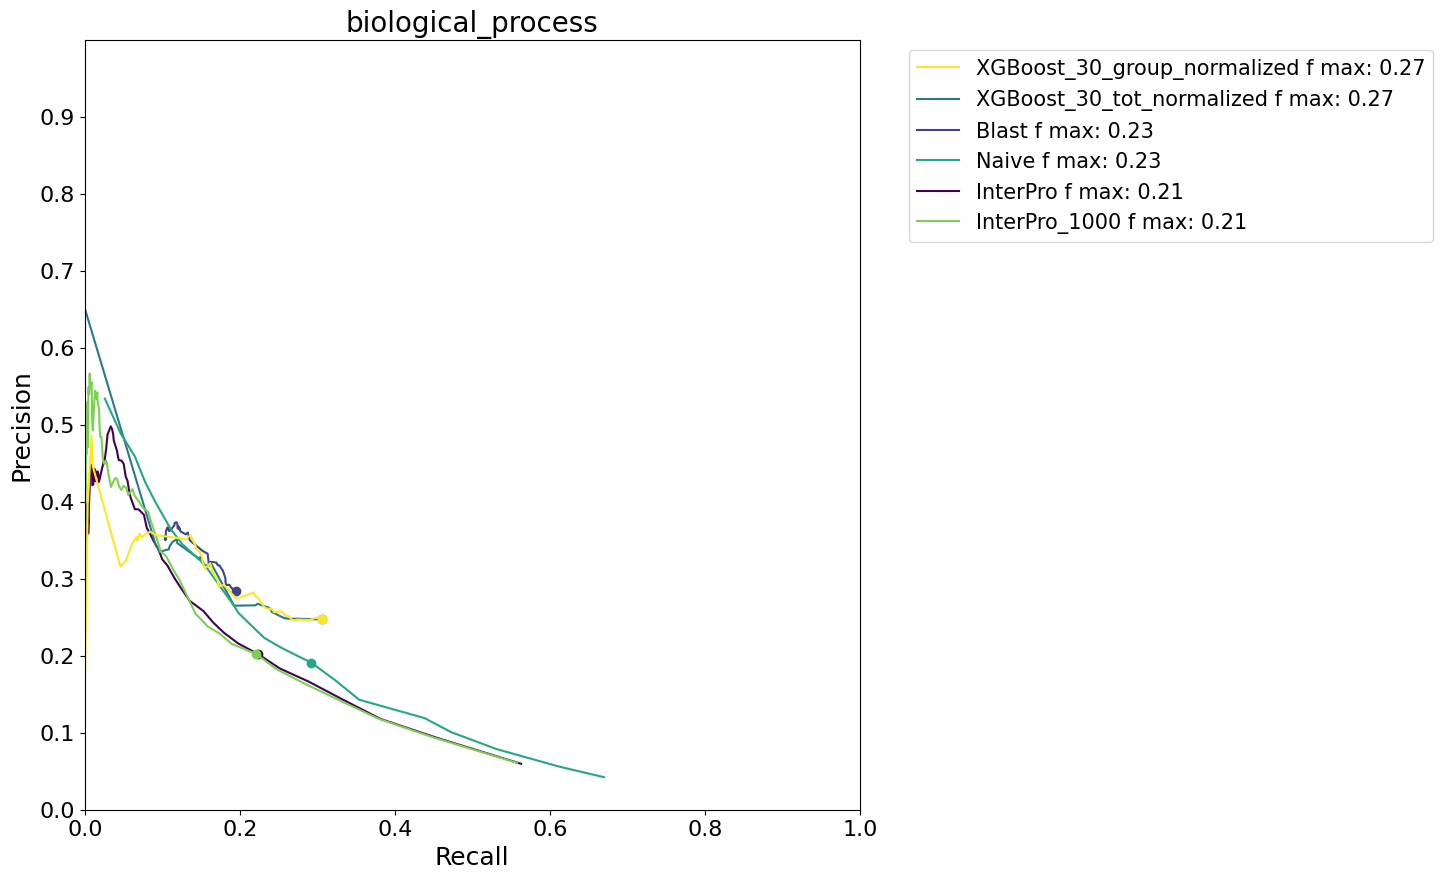 biological_process
XGBoost_30_group_normalized f max: 0.27
XGBoost_30_tot_normalized f max: 0.27
Blast f max: 0.23
Naive f max: 0.23
InterPro f max: 0.21
InterPro_1000 f max: 0.21
0.9
0.8
0.7
0.6
0.5
0.4
0.3
0.2
0.1
0.0
Precision
0.0 0.2 0.4 0.6 0.8 1.0
Recall